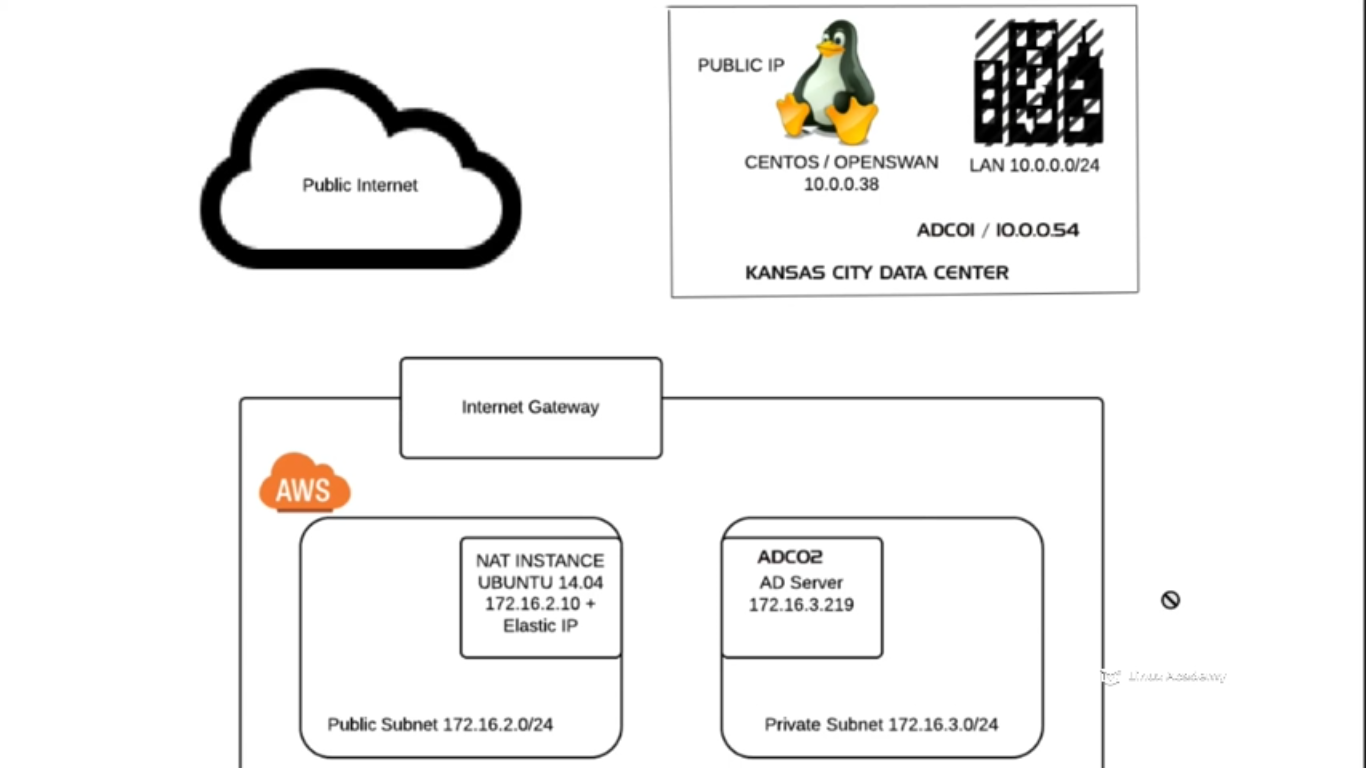 PUBLIC IP
CENTOS / OPENSWAN
10.0.0.38
LAN 10.0.0.0/24
Public Internet
ADC01 / 10.0.0.54
KANSAS CITY DATA CENTER
Internet Gateway
AWS
NAT INSTANCE
UBUNTU 14.04
172.16.2.10 +
Elastic IP
ADC02
AD Server
172.16.3.219
Linux Academy
Public Subnet 172.16.2.0/24
Private Subnet 172.16.3.0/24